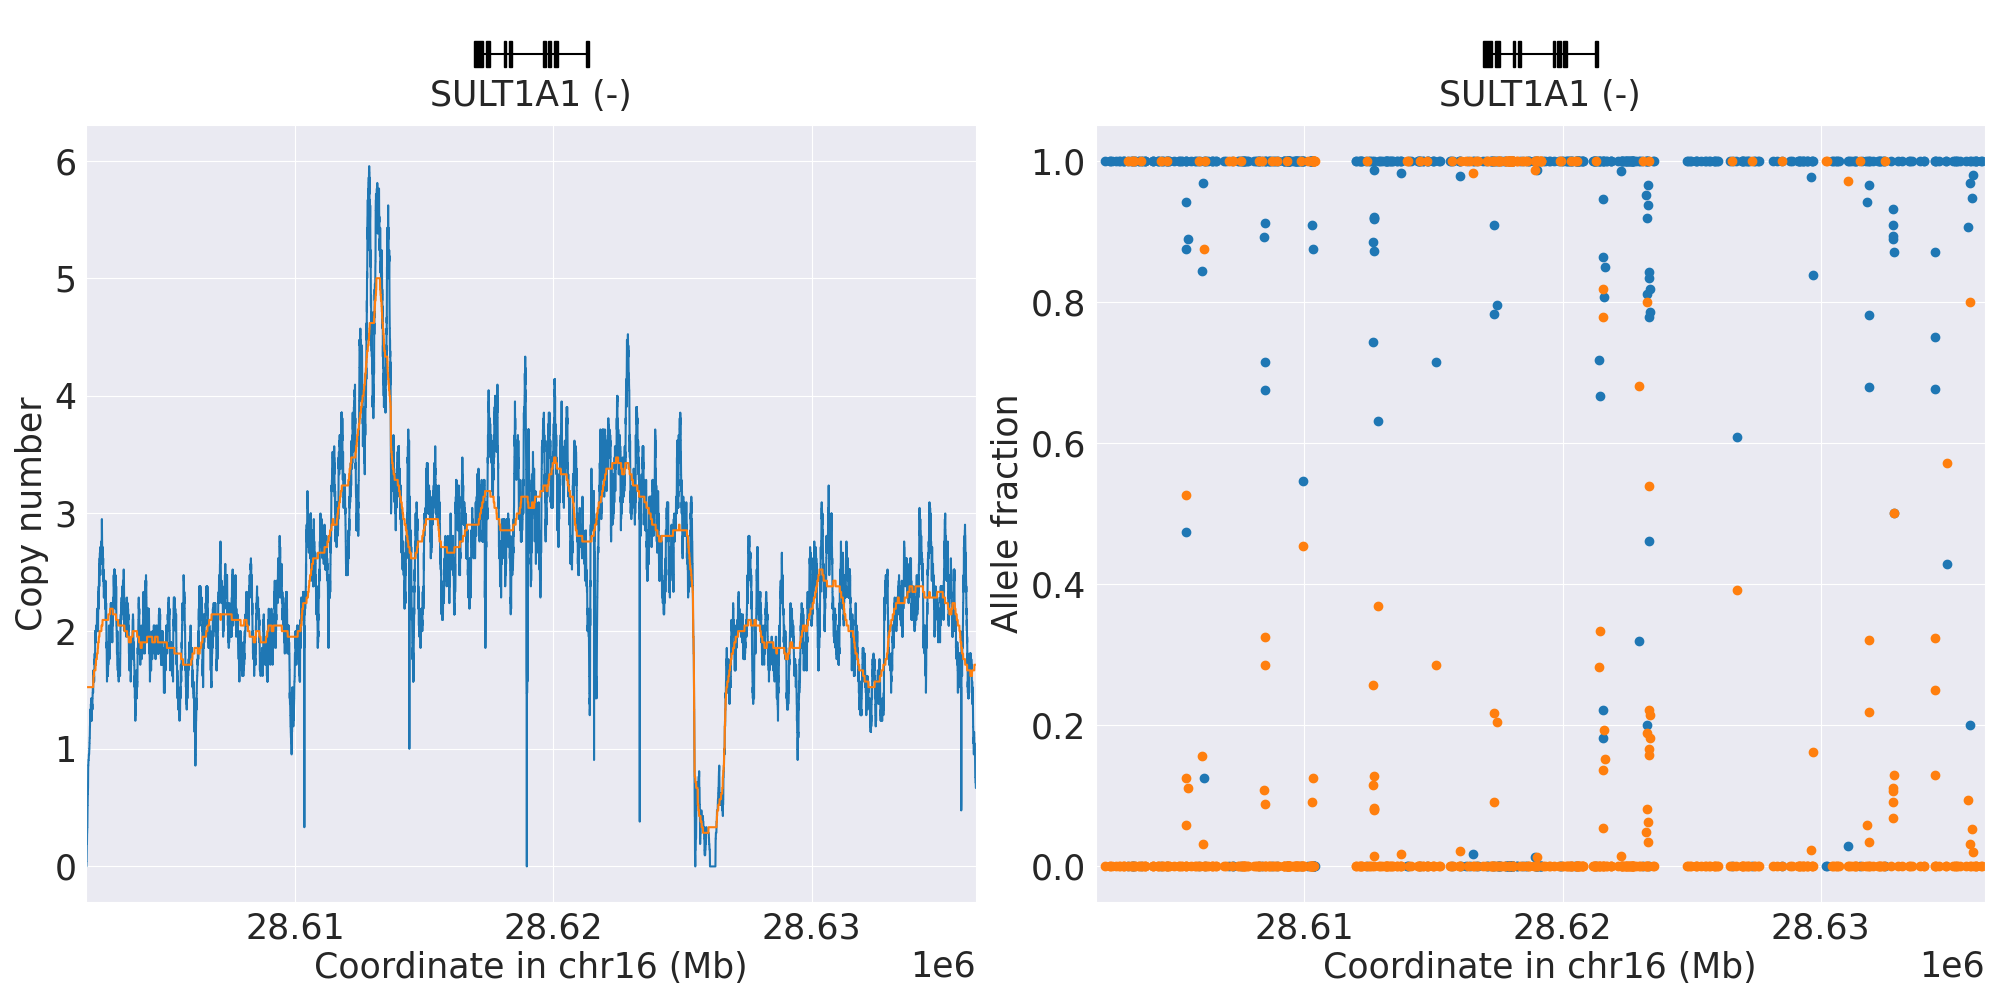 SULT1A1 (-)
6
5
4
3
2
1
0
Copy number
28.61
28.62
28.63
Coordinate in chr16 (Mb)
1e6
SULT1A1 (-)
1.0
0.8
0.6
0.4
0.2
0.0
Allele fraction
28.61
28.62
28.63
Coordinate in chr16 (Mb)
1e6